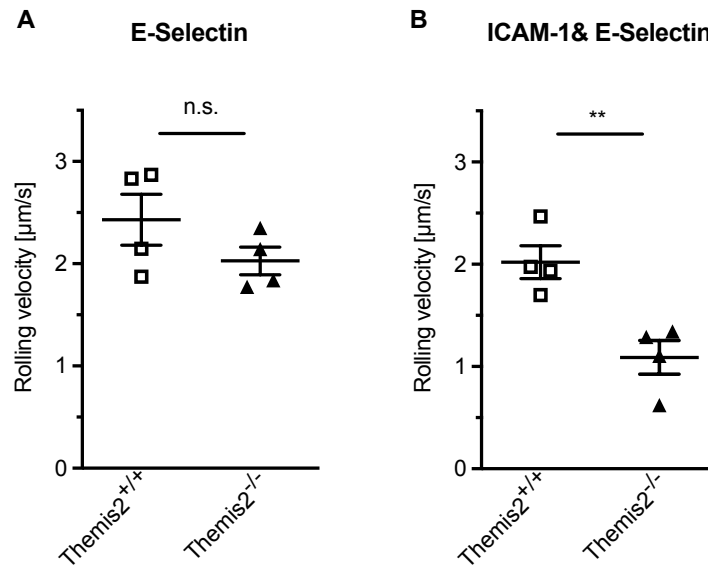 A
E-Selectin
n.s.
3
2
1
0
Rolling velocity [µm/s]
Themis2+/+
Themis2-/-
B
ICAM-1& E-Selectin
**
3
2
1
0
Rolling velocity [µm/s]
Themis2+/+
Themis2-/-